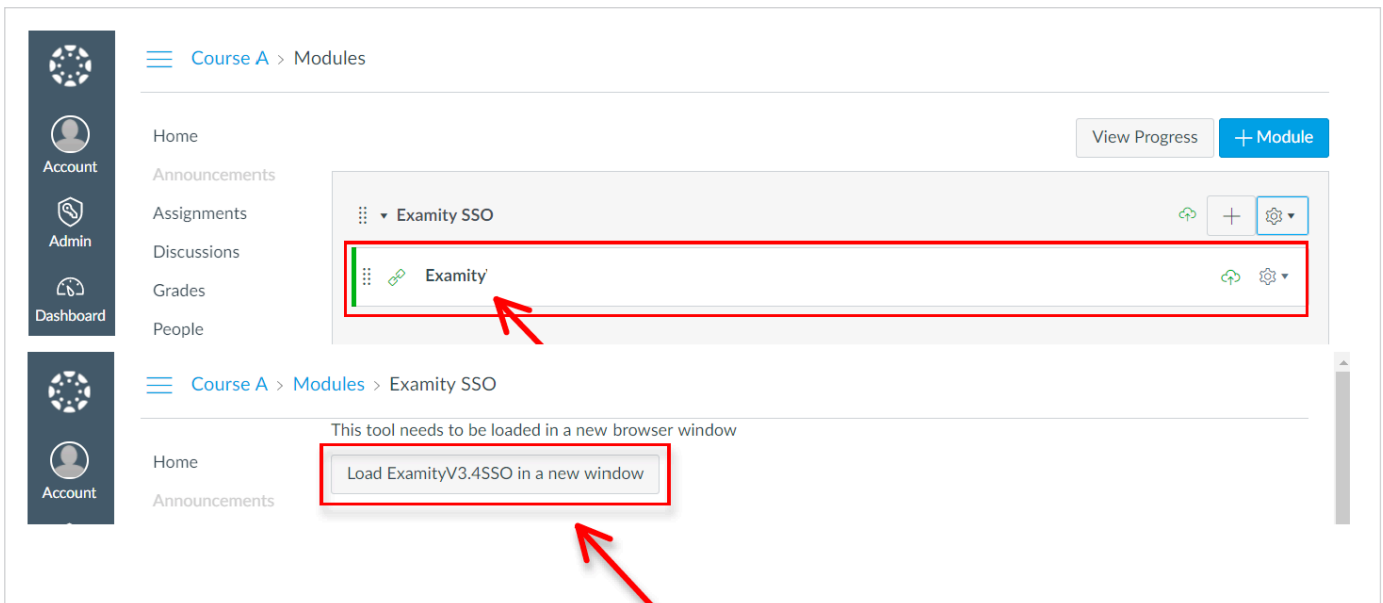 Course A > Modules
Account
Admin
Dashboard
Home
Announcements
Assignments
Discussions
Grades
People
View Progress
+ Module
Examity SSO
Examity
Course A > Modules > Examity SSO
Account
Home
Announcements
This tool needs to be loaded in a new browser window
Load ExamityV3.4SSO in a new window